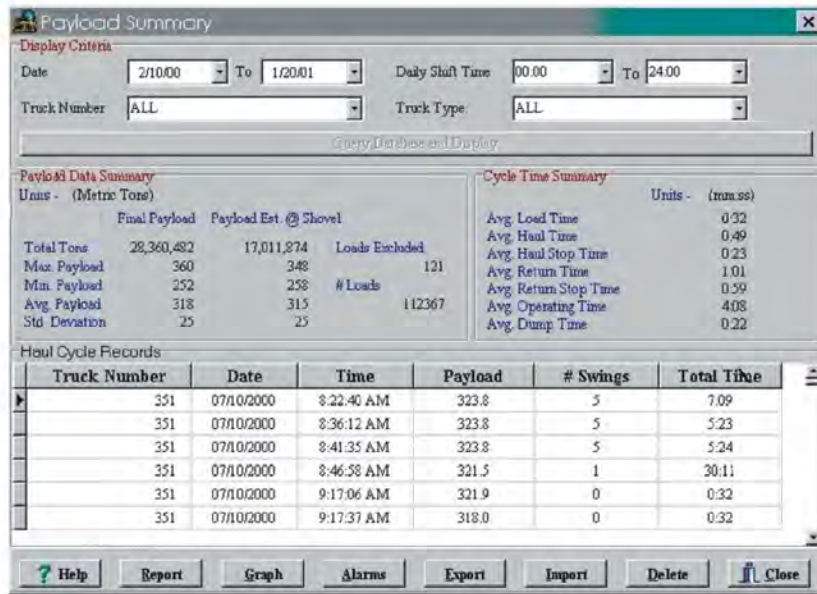 Payload Summary
Display Criteria
Date 2/10/00 To 1/20/01 Daily Shift Time 00:00 To 24:00
Truck Number ALL Truck Type ALL
Query Database and Display
Payload Data Summary
Units - (Metric Tons)
Final Payload Payload Est. @ Shovel
Total Tons 28,360,482 17,011,874 Loads Excluded
Max. Payload 360 348 121
Min. Payload 252 258 # Loads
Avg. Payload 318 315 112367
Std. Deviation 25 25
Cycle Time Summary
Units - (mm:ss)
Avg. Load Time 0:32
Avg. Haul Time 0:49
Avg. Haul Stop Time 0:23
Avg. Return Time 1:01
Avg. Return Stop Time 0:59
Avg. Operating Time 4:08
Avg. Dump Time 0:22
Haul Cycle Records
Truck Number Date Time Payload # Swings Total Time
351 07/10/2000 8:22:40 AM 323.8 5 7:09
351 07/10/2000 8:36:12 AM 323.8 5 5:23
351 07/10/2000 8:41:35 AM 323.8 5 5:24
351 07/10/2000 8:46:58 AM 321.5 1 30:11
351 07/10/2000 9:17:06 AM 321.9 0 0:32
351 07/10/2000 9:17:37 AM 318.0 0 0:32
Help Report Graph Alarms Export Import Delete Close